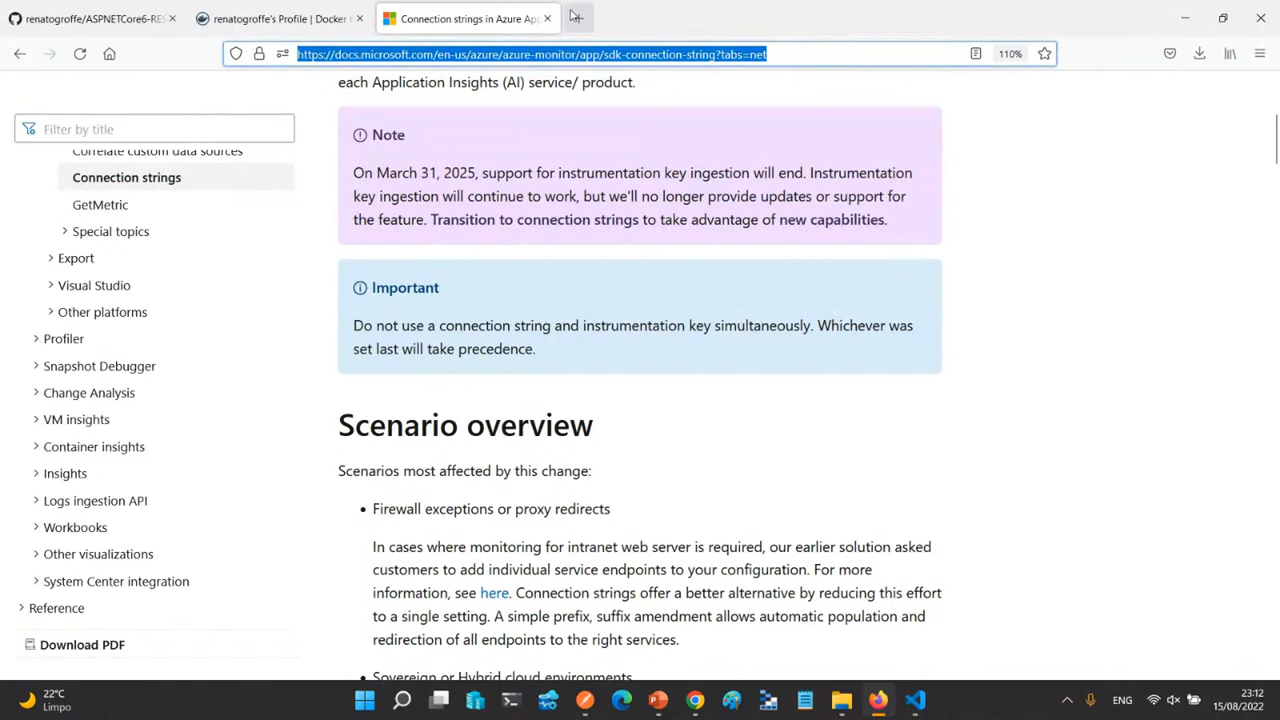 renatogroffe/ASPNETCore6-RES
renatogroffe's Profile | Docker
Connection strings in Azure App
https://docs.microsoft.com/en-us/azure/azure-monitor/app/sdk-connection-string?tabs=net
110%
each Application Insights (AI) service/ product.
Filter by title
Correlate custom data sources
Connection strings
GetMetric
Special topics
Export
Visual Studio
Other platforms
Profiler
Snapshot Debugger
Change Analysis
VM insights
Container insights
Insights
Logs ingestion API
Workbooks
Other visualizations
System Center integration
Reference
Download PDF
Note
On March 31, 2025, support for instrumentation key ingestion will end. Instrumentation
key ingestion will continue to work, but we'll no longer provide updates or support for
the feature. Transition to connection strings to take advantage of new capabilities.
Important
Do not use a connection string and instrumentation key simultaneously. Whichever was
set last will take precedence.
Scenario overview
Scenarios most affected by this change:
• Firewall exceptions or proxy redirects
In cases where monitoring for intranet web server is required, our earlier solution asked
customers to add individual service endpoints to your configuration. For more
information, see here. Connection strings offer a better alternative by reducing this effort
to a single setting. A simple prefix, suffix amendment allows automatic population and
redirection of all endpoints to the right services.
• Sovereign or Hybrid cloud environments
22°C
Limpo
ENG
23:12
15/08/2022